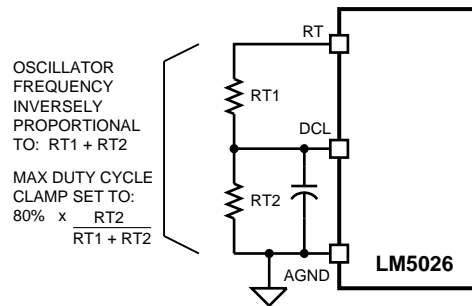 OSCILLATOR
FREQUENCY
INVERSELY
PROPORTIONAL
TO: RT1 + RT2
MAX DUTY CYCLE
CLAMP SET TO:
80% x RT2
RT1 + RT2
RT
RT1
DCL
RT2
AGND
LM5026